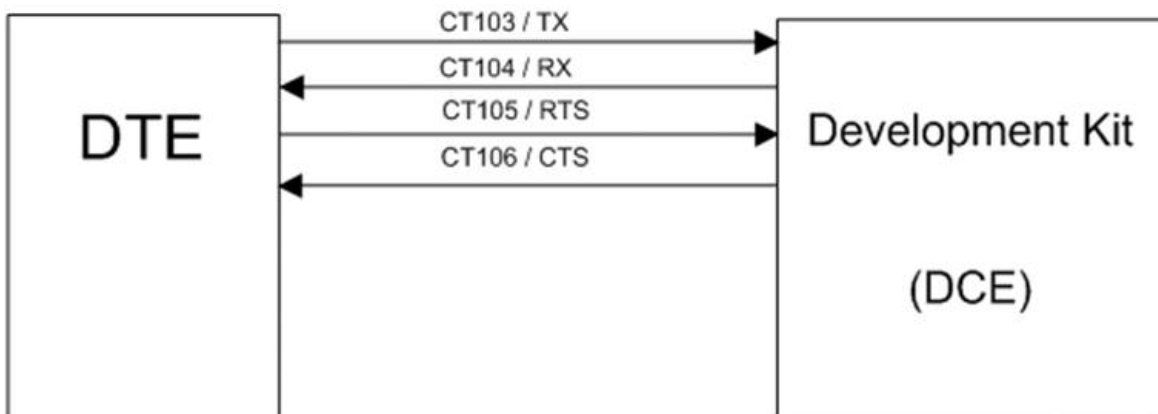 CT103 / TX
CT104 / RX
CT105 / RTS
CT106 / CTS
DTE
Development Kit
(DCE)